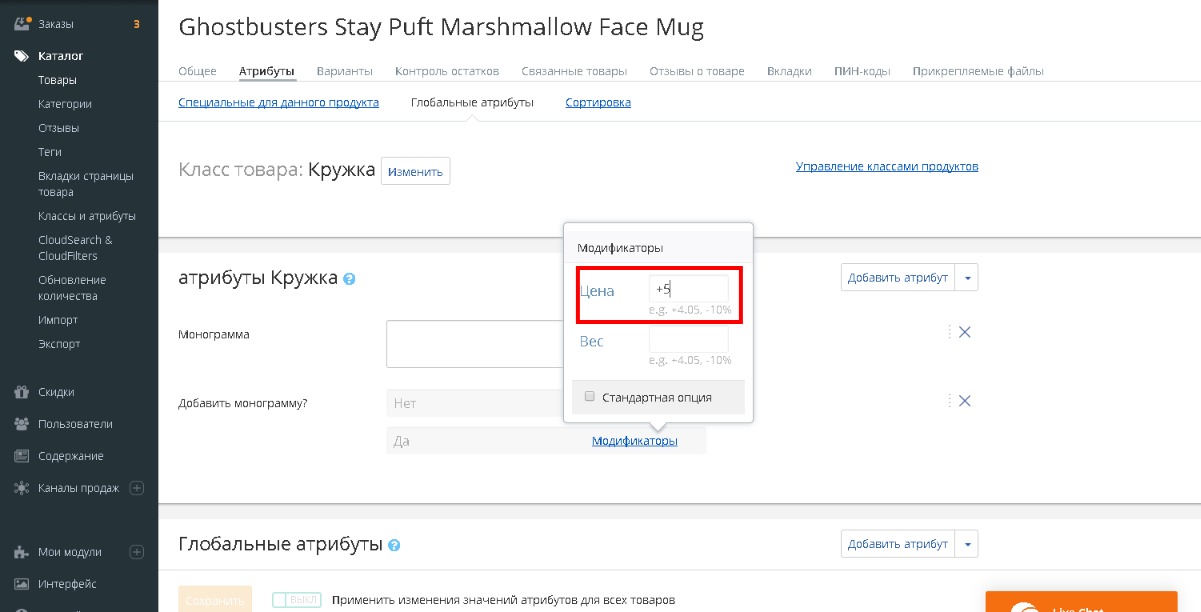 Заказы 3
Каталог
Товары
Категории
Отзывы
Теги
Вкладки страницы
товара
Классы и атрибуты
CloudSearch &
CloudFilters
Обновление
количества
Импорт
Экспорт
Скидки
Пользователи
Содержание
Каналы продаж
Мои модули
Интерфейс
Ghostbusters Stay Puft Marshmallow Face Mug
Общее Атрибуты Варианты Контроль остатков Связанные товары Отзывы о товаре Вкладки ПИН-коды Прикрепляемые файлы
Специальные для данного продукта Глобальные атрибуты Сортировка
Класс товара: Кружка Изменить Управление классами продуктов
атрибуты Кружка ? Добавить атрибут
Монограмма
Добавить монограмму? Нет
Да Модификаторы
Модификаторы
Цена +5
e.g. +4.05, -10%
Вес
e.g. +4.05, -10%
Стандартная опция
Глобальные атрибуты ? Добавить атрибут
Сохранить ВЫКЛ Применить изменения значений атрибутов для всех товаров
Live Chat